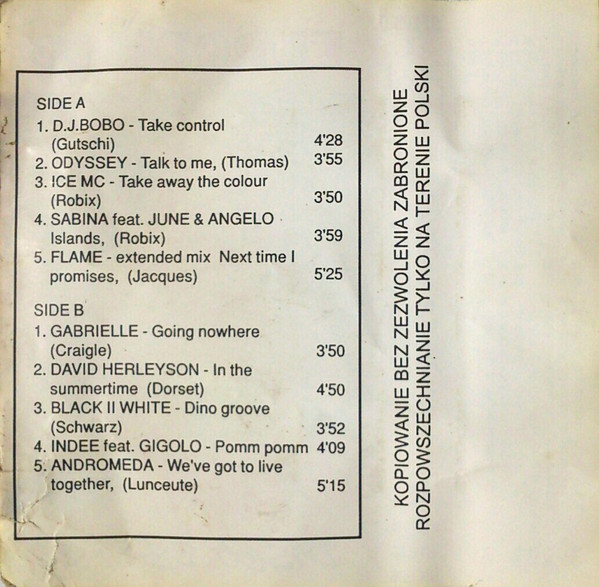 SIDE A
1. D.J.BOBO - Take control
(Gutschi) 4'28
2. ODYSSEY - Talk to me, (Thomas) 3'55
3. ICE MC - Take away the colour
(Robix) 3'50
4. SABINA feat. JUNE & ANGELO
Islands, (Robix) 3'59
5. FLAME - extended mix Next time I
promises, (Jacques) 5'25
SIDE B
1. GABRIELLE - Going nowhere
(Craigle) 3'50
2. DAVID HERLEYSON - In the
summertime (Dorset) 4'50
3. BLACK II WHITE - Dino groove
(Schwarz) 3'52
4. INDEE feat. GIGOLO - Pomm pomm 4'09
5. ANDROMEDA - We've got to live
together, (Lunceute) 5'15
KOPIOWANIE BEZ ZEZWOLENIA ZABRONIONE
ROZPOWSZECHNIANIE TYLKO NA TERENIE POLSKI